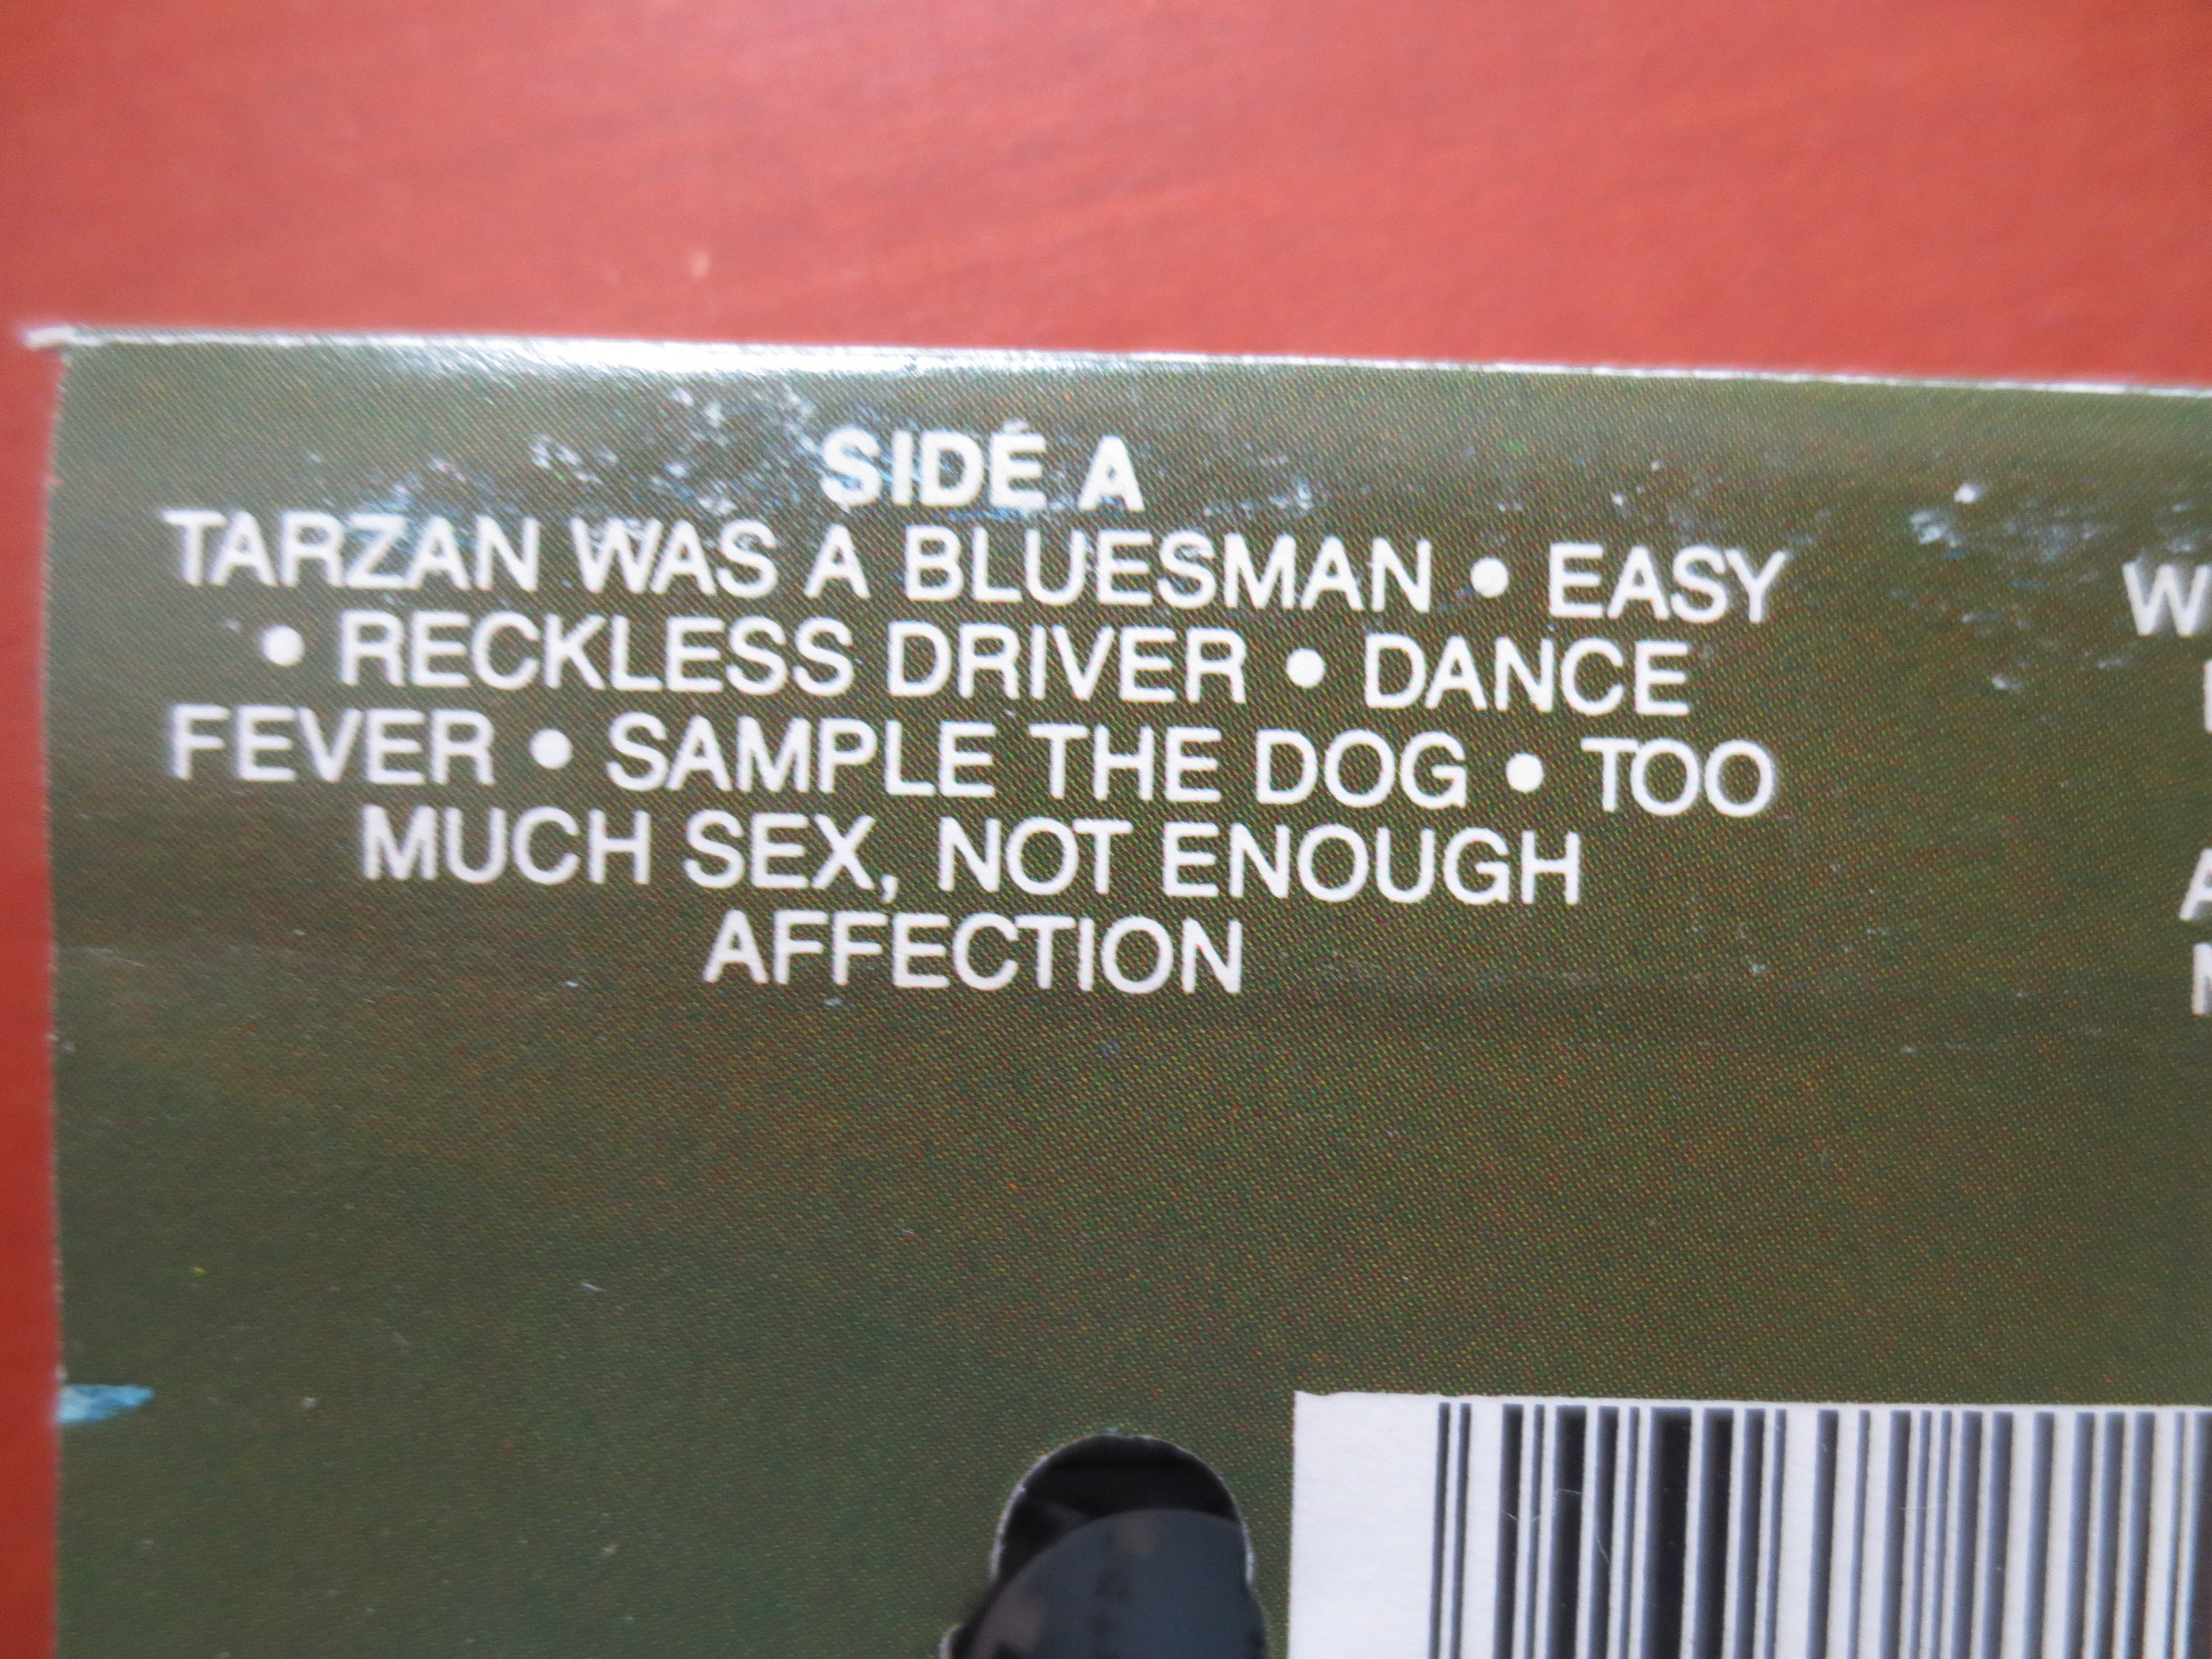 SIDE A
TARZAN WAS A BLUESMAN • EASY
• RECKLESS DRIVER • DANCE
FEVER • SAMPLE THE DOG • TOO
MUCH SEX, NOT ENOUGH
AFFECTION